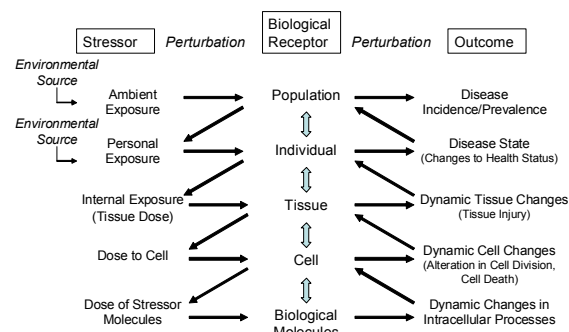 Stressor Perturbation Biological Receptor Perturbation Outcome
Environmental Source
Ambient Exposure
Population
Disease Incidence/Prevalence
Environmental Source
Personal Exposure
Individual
Disease State
(Changes to Health Status)
Internal Exposure
(Tissue Dose)
Tissue
Dynamic Tissue Changes
(Tissue Injury)
Dose to Cell
Cell
Dynamic Cell Changes
(Alteration in Cell Division,
Cell Death)
Dose of Stressor
Molecules
Biological
Molecules
Dynamic Changes in
Intracellular Processes